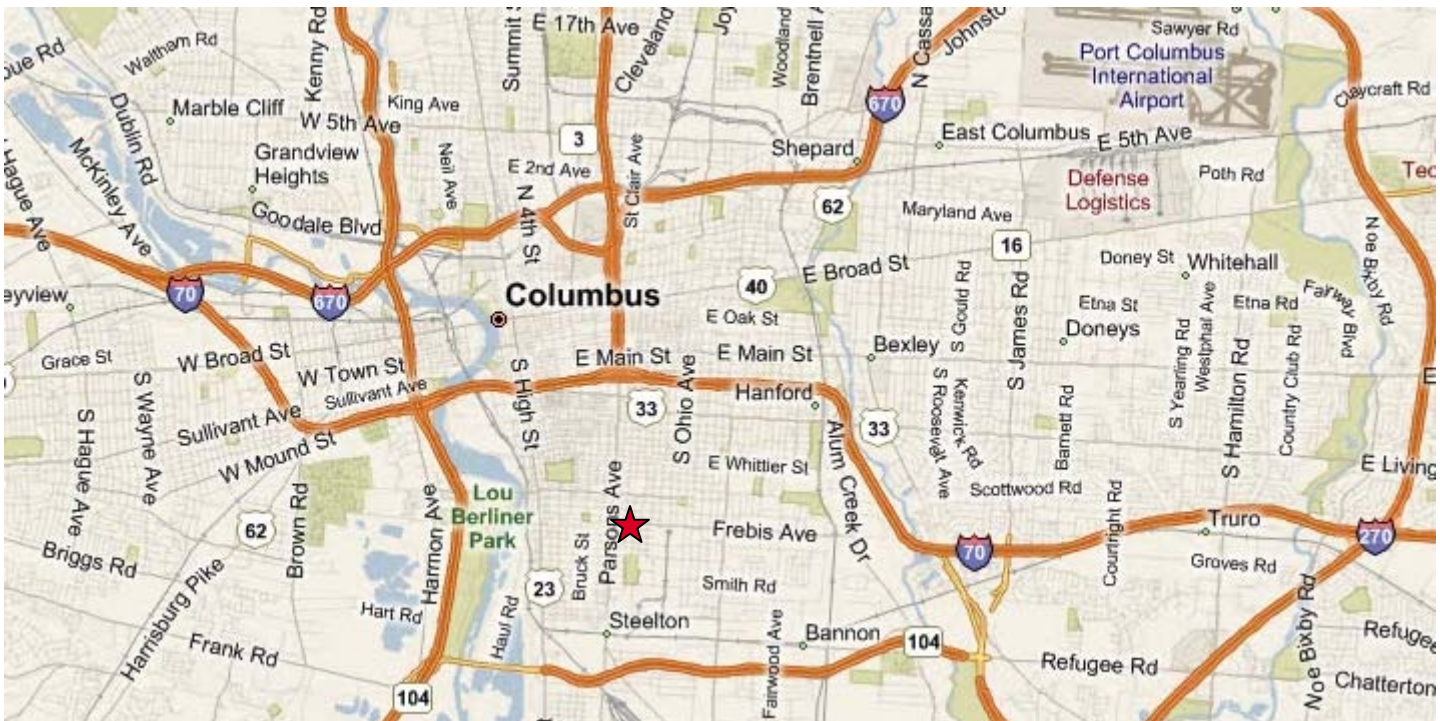 E 17th Ave
Sawyer Rd
Waltham Rd
Kenny Rd
Cleveland
Woodland
Port Columbus
International
Airport
Marble Cliff
King Ave
W 5th Ave
Dublin Rd
670
Claycraft Rd
East Columbus
E 5th Ave
3
Shepard
McKinley Ave
Hague Ave
Grandview
Heights
Neil Ave
E 2nd Ave
St Clair Ave
Defense
Logistics
Poth Rd
62
Maryland Ave
Goodale Blvd
N 4th St
16
Noe Bixby Rd
E Broad St
Doney St
Whitehall
70
670
40
Columbus
S Gould Rd
S James Rd
Etna St
Etna Rd
Fairway Blvd
E Oak St
Doneys
S Yearling Rd
Westphal Ave
Grace St
W Broad St
E Main St
E Main St
Bexley
W Town St
Sullivant Ave
S High St
S Ohio Ave
Hanford
S Roosevelt Ave
Kenwick Rd
S Hamilton Rd
Country Club Rd
S Hague Ave
S Wayne Ave
Sullivant Ave
33
33
W Mound St
Alum Creek Dr
Barnett Rd
E Whittier St
Scottwood Rd
Lou
Berliner
Park
Parsons Ave
62
Brown Rd
Harmon Ave
Frebis Ave
Truro
270
Briggs Rd
Bruck St
70
Courtright Rd
Groves Rd
23
Smith Rd
Harrisburg Pike
Hart Rd
Haul Rd
Steelton
Bannon
Fairwood Ave
Frank Rd
104
Refugee Rd
Noe Bixby Rd
Chatterton
104